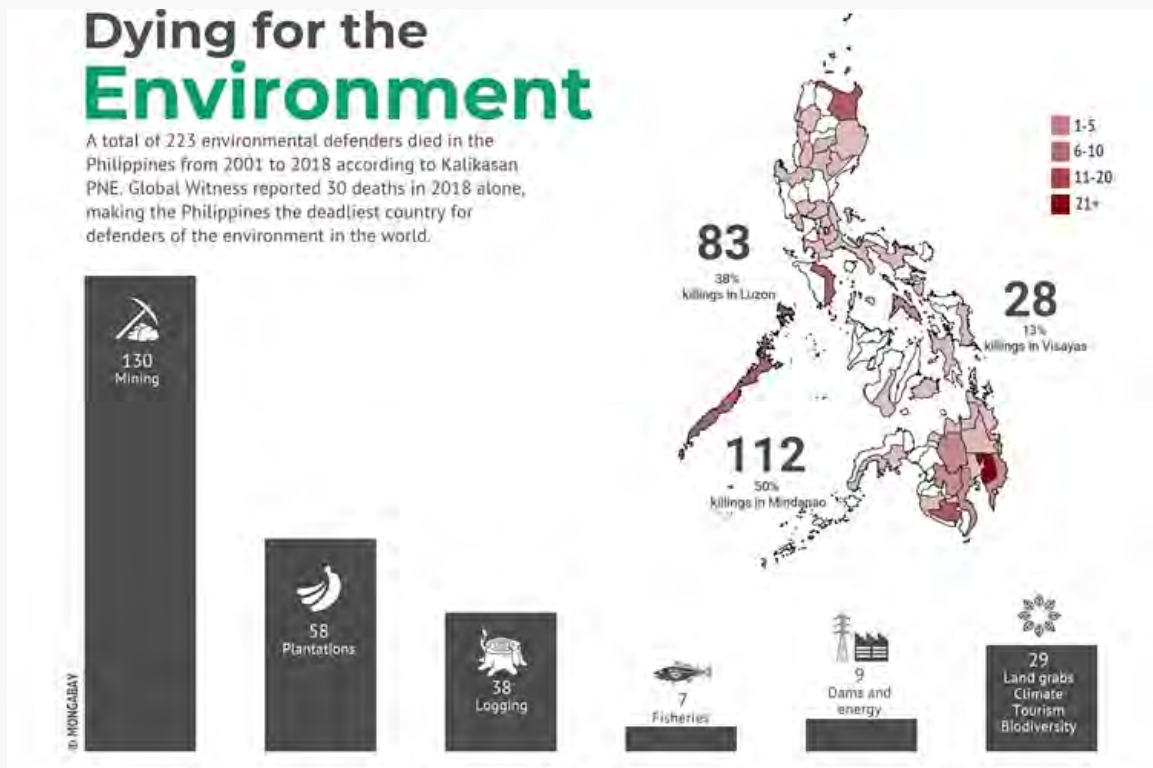 Dying for the
Environment
A total of 223 environmental defenders died in the
Philippines from 2001 to 2018 according to Kalikasan
PNE. Global Witness reported 30 deaths in 2018 alone,
making the Philippines the deadliest country for
defenders of the environment in the world.
1-5
6-10
11-20
21+
83
38%
killings in Luzon
28
13%
killings in Visayas
112
50%
killings in Mindanao
130
Mining
58
Plantations
38
Logging
7
Fisheries
9
Dams and
energy
29
Land grabs
Climate
Tourism
Biodiversity
© MONGABAY